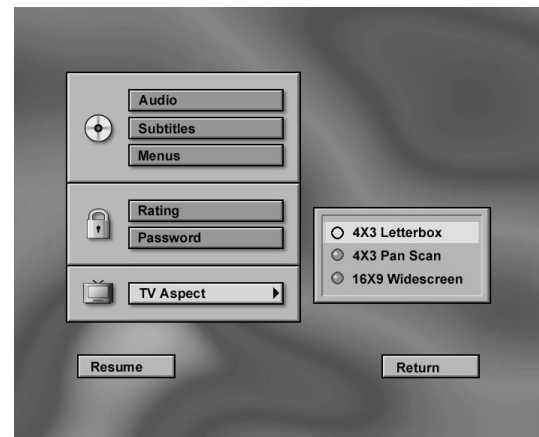 Audio
Subtitles
Menus
Rating
Password
TV Aspect
4X3 Letterbox
4X3 Pan Scan
16X9 Widescreen
Resume
Return